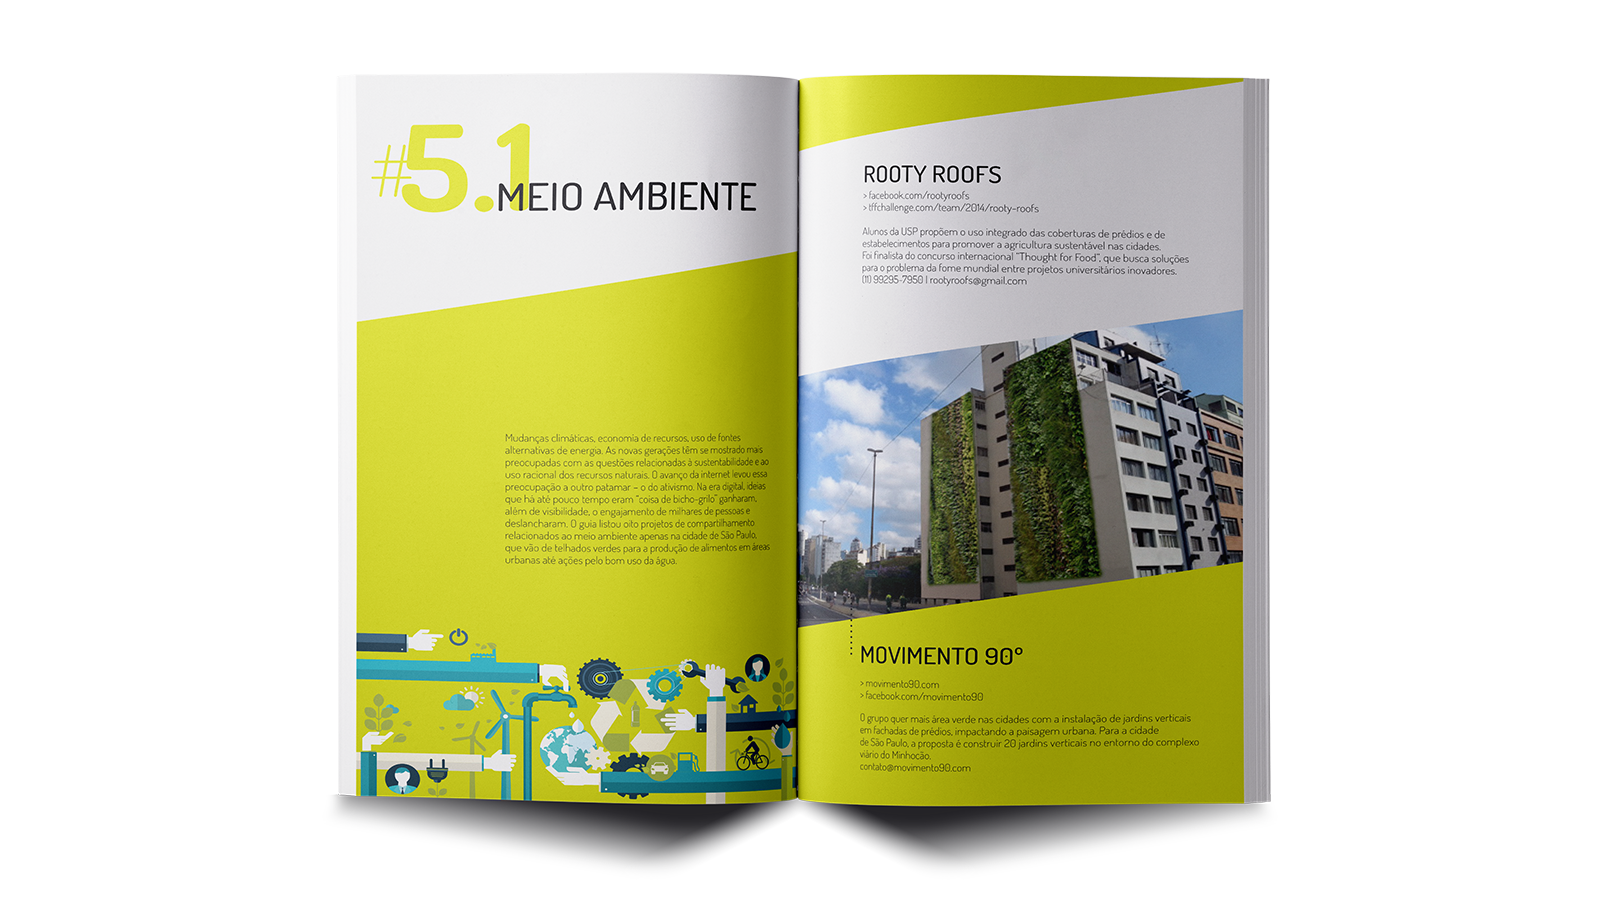 #5.1
MEIO AMBIENTE
Mudanças climáticas, economia de recursos, uso de fontes
alternativas de energia. As novas gerações têm se mostrado mais
preocupadas com as questões relacionadas à sustentabilidade e ao
uso racional dos recursos naturais. O avanço da internet levou essa
preocupação a outro patamar – o do ativismo. Na era digital, ideias
que há até pouco tempo eram "coisa de bicho-grilo" ganharam,
além de visibilidade, o engajamento de milhares de pessoas e
deslancharam. O guia listou oito projetos de compartilhamento
relacionados ao meio ambiente apenas na cidade de São Paulo,
que vão de telhados verdes para a produção de alimentos em áreas
urbanas até ações pelo bom uso da água.
ROOTY ROOFS
> facebook.com/rootyroofs
> tffchallenge.com/team/2014/rooty-roofs
Alunos da USP propõem o uso integrado das coberturas de prédios e de
estabelecimentos para promover a agricultura sustentável nas cidades.
Foi finalista do concurso internacional "Thought for Food", que busca soluções
para o problema da fome mundial entre projetos universitários inovadores.
(11) 99295-7950 | rootyroofs@gmail.com
MOVIMENTO 90º
> movimento90.com
> facebook.com/movimento90
O grupo quer mais área verde nas cidades com a instalação de jardins verticais
em fachadas de prédios, impactando a paisagem urbana. Para a cidade
de São Paulo, a proposta é construir 20 jardins verticais no entorno do complexo
viário do Minhocão.
contato@movimento90.com